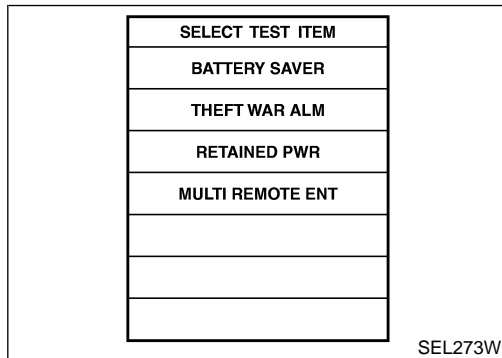 SELECT TEST ITEM
BATTERY SAVER
THEFT WAR ALM
RETAINED PWR
MULTI REMOTE ENT
SEL273W